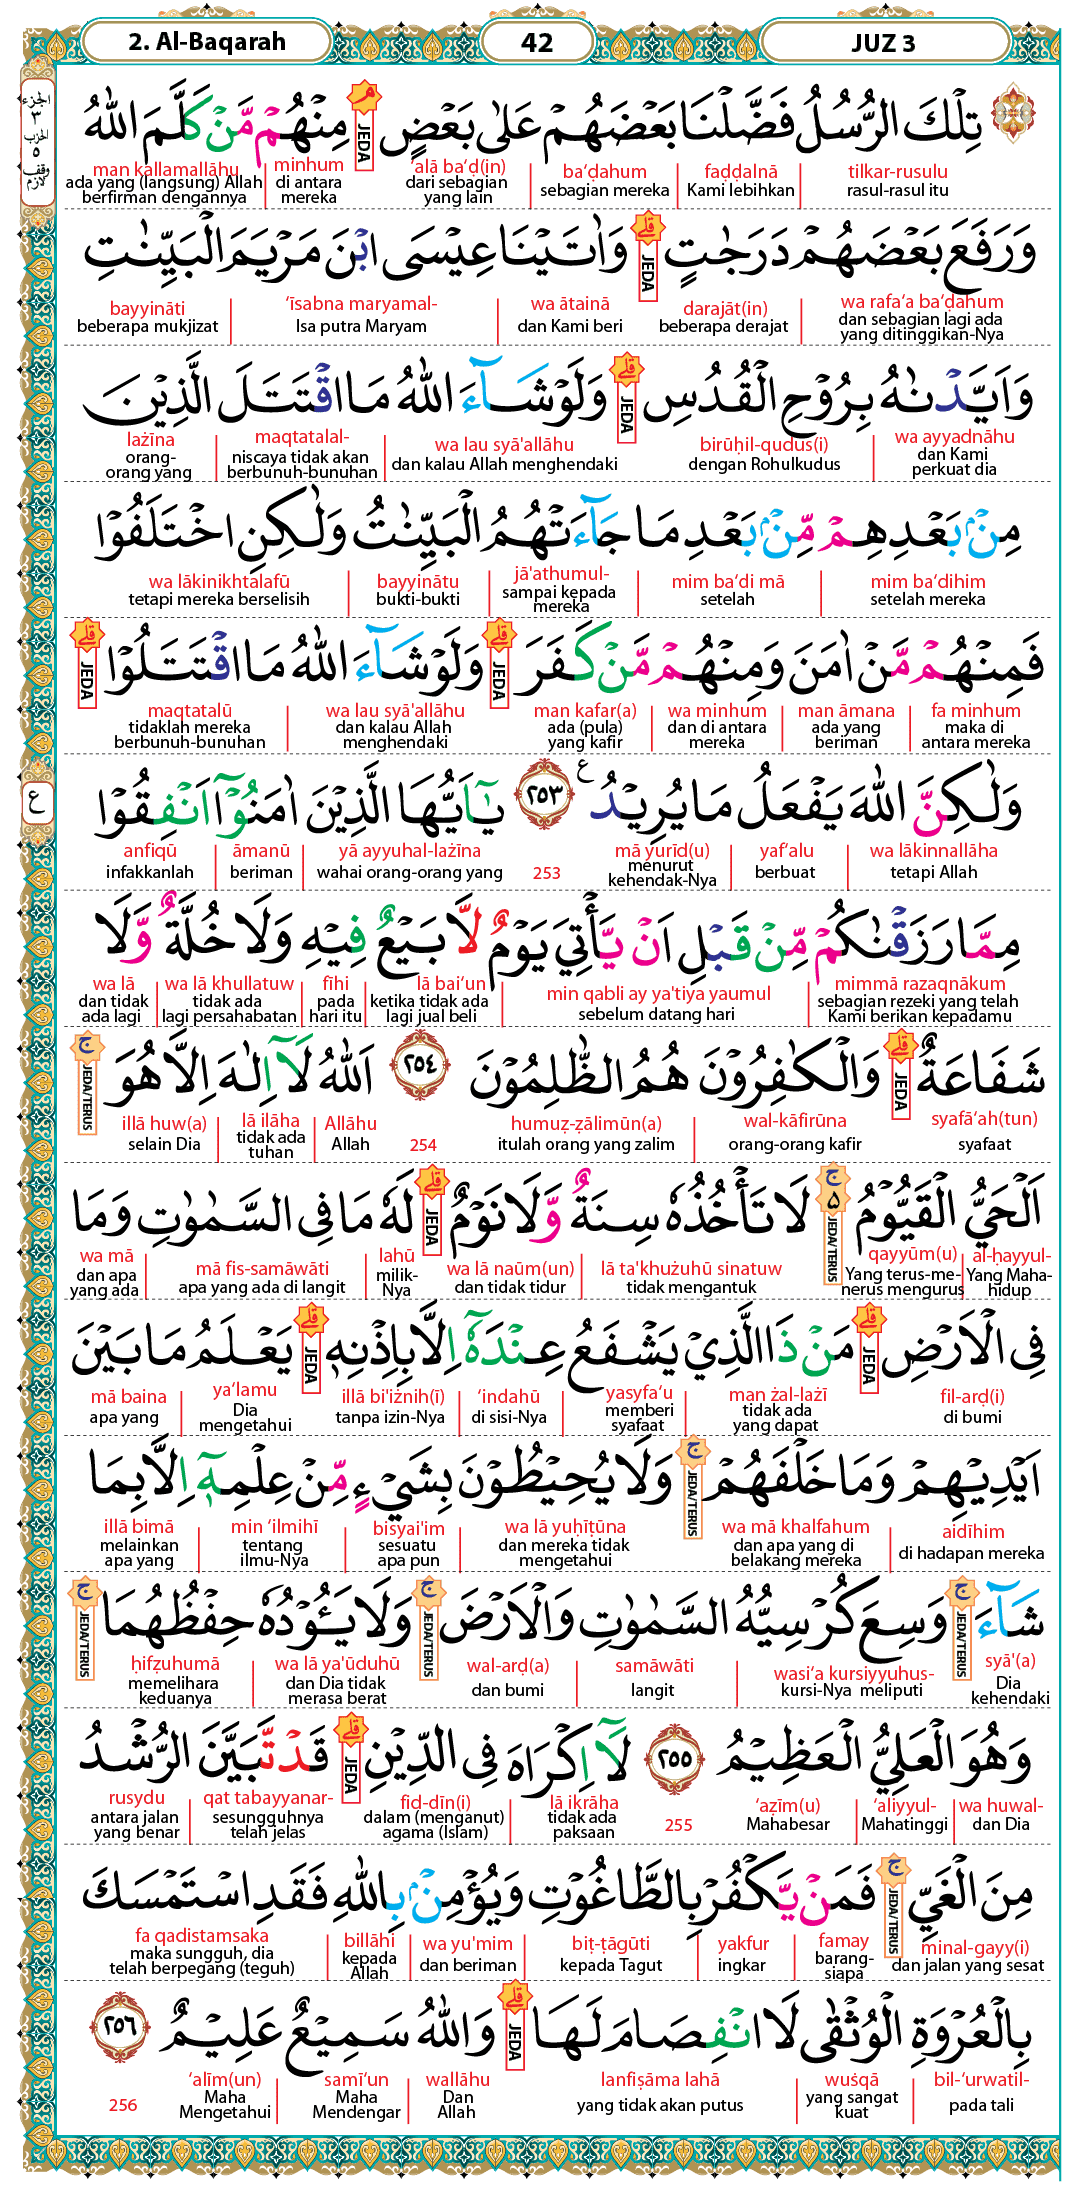 2. Al-Baqarah
42
JUZ 3
الجزء ٣ الحزب ٥ وقف لازم
تِلْكَ الرُّسُلُ فَضَّلْنَا بَعْضَهُمْ عَلٰى بَعْضٍۘ مِنْهُمْ مَّنْ كَلَّمَ اللّٰهُ
JEDA
tilkar-rusulu faḍḍalnā ba‘ḍahum ‘alā ba‘ḍ(in) minhum man kallamallāhu
rasul-rasul itu Kami lebihkan sebagian mereka dari sebagian yang lain di antara mereka ada yang (langsung) Allah berfirman dengannya
وَرَفَعَ بَعْضَهُمْ دَرَجٰتٍۗ وَاٰتَيْنَا عِيْسَى ابْنَ مَرْيَمَ الْبَيِّنٰتِ
JEDA
wa rafa‘a ba‘ḍahum darajāt(in) wa ātainā ‘īsabna maryamal- bayyināti
dan sebagian lagi ada yang ditinggikan-Nya beberapa derajat dan Kami beri Isa putra Maryam beberapa mukjizat
وَاَيَّدْنٰهُ بِرُوْحِ الْقُدُسِۗ وَلَوْ شَاۤءَ اللّٰهُ مَا اقْتَتَلَ الَّذِيْنَ
JEDA
wa ayyadnāhu birūḥil-qudus(i) wa lau syā'allāhu maqtatalal- lażīna
dan Kami perkuat dia dengan Rohulkudus dan kalau Allah menghendaki niscaya tidak akan berbunuh-bunuhan orang-orang yang
مِنْۢ بَعْدِهِمْ مِّنْۢ بَعْدِ مَا جَاۤءَتْهُمُ الْبَيِّنٰتُ وَلٰكِنِ اخْتَلَفُوْا
mim ba‘dihim mim ba‘di mā jā'athumul- bayyinātu wa lākinikhtalafū
setelah mereka setelah sampai kepada mereka bukti-bukti tetapi mereka berselisih
فَمِنْهُمْ مَّنْ اٰمَنَ وَمِنْهُمْ مَّنْ كَفَرَۗ وَلَوْ شَاۤءَ اللّٰهُ مَا اقْتَتَلُوْاۗ
JEDA JEDA
fa minhum man āmana wa minhum man kafar(a) wa lau syā'allāhu maqtatalū
maka di antara mereka ada yang beriman dan di antara mereka ada (pula) yang kafir dan kalau Allah menghendaki tidaklah mereka berbunuh-bunuhan
ع
وَلٰكِنَّ اللّٰهَ يَفْعَلُ مَا يُرِيْدُ ࣖ ٢٥٣ يٰٓاَيُّهَا الَّذِيْنَ اٰمَنُوْٓا اَنْفِقُوْا
wa lākinnallāha yaf‘alu mā yurīd(u) 253 yā ayyuhal-lażīna āmanū anfiqū
tetapi Allah berbuat menurut kehendak-Nya wahai orang-orang yang beriman infakkanlah
مِمَّا رَزَقْنٰكُمْ مِّنْ قَبْلِ اَنْ يَّأْتِيَ يَوْمٌ لَّا بَيْعٌ فِيْهِ وَلَا خُلَّةٌ وَّلَا
mimmā razaqnākum min qabli ay ya'tiya yaumul lā bai‘un fīhi wa lā khullatuw wa lā
sebagian rezeki yang telah Kami berikan kepadamu sebelum datang hari ketika tidak ada lagi jual beli pada hari itu tidak ada lagi persahabatan dan tidak ada lagi
شَفَاعَةٌۗ وَالْكٰفِرُوْنَ هُمُ الظّٰلِمُوْنَ ٢٥٤ اَللّٰهُ لَآ اِلٰهَ اِلَّا هُوَۚ
JEDA JEDA/TERUS
syafā‘ah(tun) wal-kāfirūna humuẓ-ẓālimūn(a) 254 Allāhu lā ilāha illā huw(a)
syafaat orang-orang kafir itulah orang yang zalim Allah tidak ada tuhan selain Dia
اَلْحَيُّ الْقَيُّوْمُ ەۚ لَا تَأْخُذُهٗ سِنَةٌ وَّلَا نَوْمٌۗ لَهٗ مَا فِى السَّمٰوٰتِ وَمَا
JEDA/TERUS JEDA
al-ḥayyul- qayyūm(u) lā ta'khużuhū sinatuw wa lā naūm(un) lahū mā fis-samāwāti wa mā
Yang Maha-hidup Yang terus-me-nerus mengurus tidak mengantuk dan tidak tidur milik-Nya apa yang ada di langit dan apa yang ada
فِى الْاَرْضِۗ مَنْ ذَا الَّذِيْ يَشْفَعُ عِنْدَهٗٓ اِلَّا بِاِذْنِهٖۗ يَعْلَمُ مَا بَيْنَ
JEDA JEDA
fil-arḍ(i) man żal-lażī yasyfa‘u ‘indahū illā bi'iżnih(ī) ya‘lamu mā baina
di bumi tidak ada yang dapat memberi syafaat di sisi-Nya tanpa izin-Nya Dia mengetahui apa yang
اَيْدِيْهِمْ وَمَا خَلْفَهُمْۚ وَلَا يُحِيْطُوْنَ بِشَيْءٍ مِّنْ عِلْمِهٖٓ اِلَّا بِمَا
JEDA/TERUS
aidīhim wa mā khalfahum wa lā yuḥīṭūna bisyai'im min ‘ilmihī illā bimā
di hadapan mereka dan apa yang di belakang mereka dan mereka tidak mengetahui sesuatu apa pun tentang ilmu-Nya melainkan apa yang
شَاۤءَۚ وَسِعَ كُرْسِيُّهُ السَّمٰوٰتِ وَالْاَرْضَۚ وَلَا يَـُٔوْدُهٗ حِفْظُهُمَاۚ
JEDA/TERUS JEDA/TERUS JEDA/TERUS
syā'(a) wasi‘a kursiyyuhus- samāwāti wal-arḍ(a) wa lā ya'ūduhū ḥifẓuhumā
Dia kehendaki kursi-Nya meliputi langit dan bumi dan Dia tidak merasa berat memelihara keduanya
وَهُوَ الْعَلِيُّ الْعَظِيْمُ ٢٥٥ لَآ اِكْرَاهَ فِى الدِّيْنِۗ قَدْ تَّبَيَّنَ الرُّشْدُ
JEDA
wa huwal- ‘aliyyul- ‘aẓīm(u) 255 lā ikrāha fid-dīn(i) qat tabayyanar- rusydu
dan Dia Mahatinggi Mahabesar tidak ada paksaan dalam (menganut) agama (Islam) sesungguhnya telah jelas antara jalan yang benar
مِنَ الْغَيِّۚ فَمَنْ يَّكْفُرْ بِالطَّاغُوْتِ وَيُؤْمِنْۢ بِاللّٰهِ فَقَدِ اسْتَمْسَكَ
JEDA/TERUS
minal-gayy(i) famay yakfur biṭ-ṭāgūti wa yu'mim billāhi fa qadistamsaka
dan jalan yang sesat barang-siapa ingkar kepada Tagut dan beriman kepada Allah maka sungguh, dia telah berpegang (teguh)
بِالْعُرْوَةِ الْوُثْقٰى لَا انْفِصَامَ لَهَاۗ وَاللّٰهُ سَمِيْعٌ عَلِيْمٌ ٢٥٦
JEDA
bil-‘urwatil- wuṡqā lanfiṣāma lahā wallāhu samī‘un ‘alīm(un) 256
pada tali yang sangat kuat yang tidak akan putus Dan Allah Maha Mendengar Maha Mengetahui